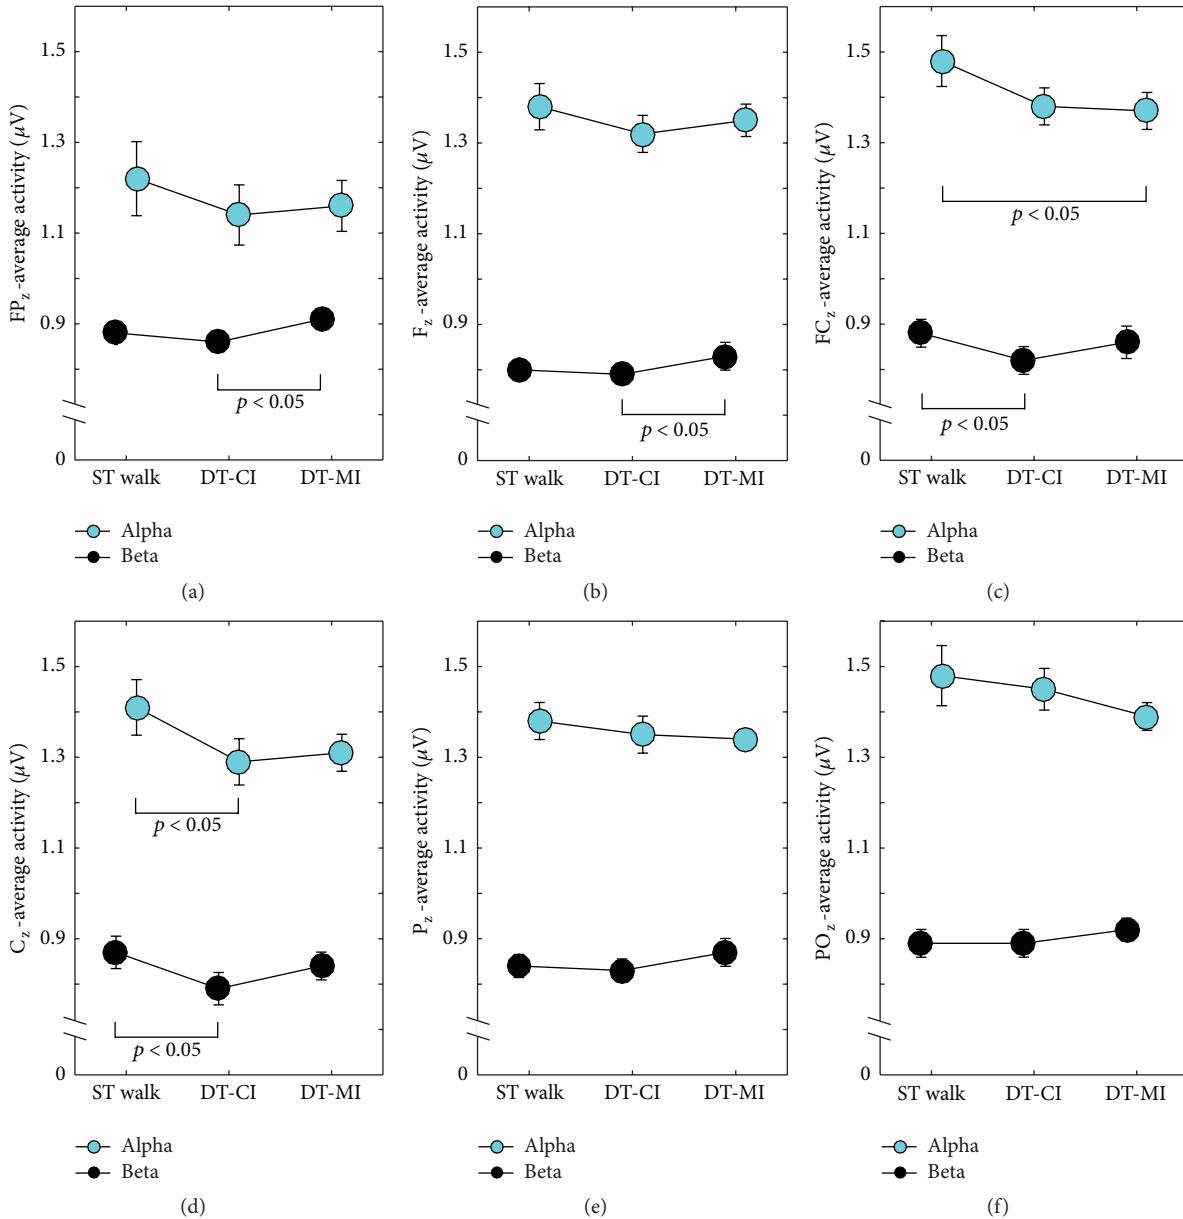 FPz-average activity (μV)
1.5
1.3
1.1
0.9
0
p < 0.05
ST walk DT-CI DT-MI
Alpha
Beta
(a)
Fz-average activity (μV)
1.5
1.3
1.1
0.9
0
p < 0.05
ST walk DT-CI DT-MI
Alpha
Beta
(b)
FCz-average activity (μV)
1.5
1.3
1.1
0.9
0
p < 0.05
p < 0.05
ST walk DT-CI DT-MI
Alpha
Beta
(c)
Cz-average activity (μV)
1.5
1.3
1.1
0.9
0
p < 0.05
p < 0.05
ST walk DT-CI DT-MI
Alpha
Beta
(d)
Pz-average activity (μV)
1.5
1.3
1.1
0.9
0
ST walk DT-CI DT-MI
Alpha
Beta
(e)
POz-average activity (μV)
1.5
1.3
1.1
0.9
0
ST walk DT-CI DT-MI
Alpha
Beta
(f)